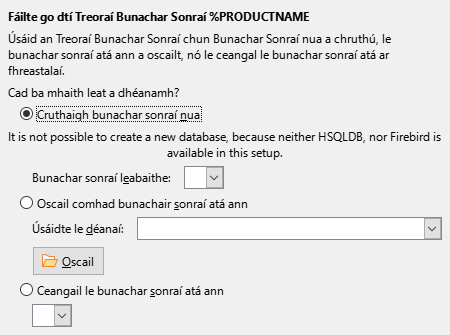 Fáilte go dtí Treoraí Bunachar Sonraí %PRODUCTNAME
Úsáid an Treoraí Bunachar Sonraí chun Bunachar Sonraí nua a chruthú, le
bunachar sonraí atá ann a oscailt, nó le ceangal le bunachar sonraí atá ar
fhreastalaí.
Cad ba mhaith leat a dhéanamh?
Cruthaigh bunachar sonraí nua
It is not possible to create a new database, because neither HSQLDB, nor Firebird is
available in this setup.
Bunachar sonraí leabaithe:
Oscail comhad bunachair sonraí atá ann
Úsáidte le déanaí:
Oscail
Ceangail le bunachar sonraí atá ann